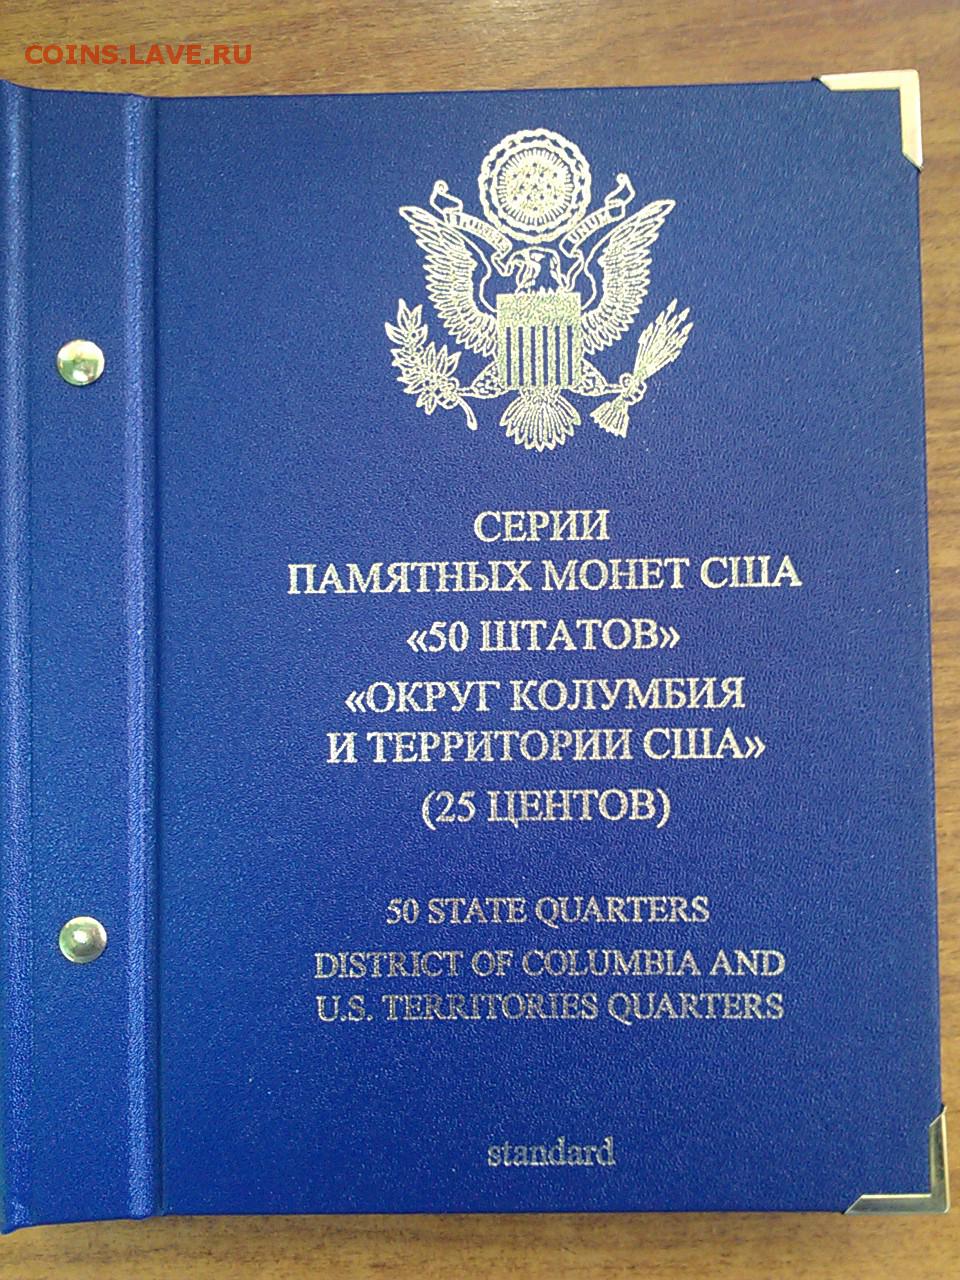 COINS.LAVE.RU
UNUM
СЕРИИ
ПАМЯТНЫХ МОНЕТ США
«50 ШТАТОВ»
«ОКРУГ КОЛУМБИЯ
И ТЕРРИТОРИИ США»
(25 ЦЕНТОВ)
50 STATE QUARTERS
DISTRICT OF COLUMBIA AND
U.S. TERRITORIES QUARTERS
standard